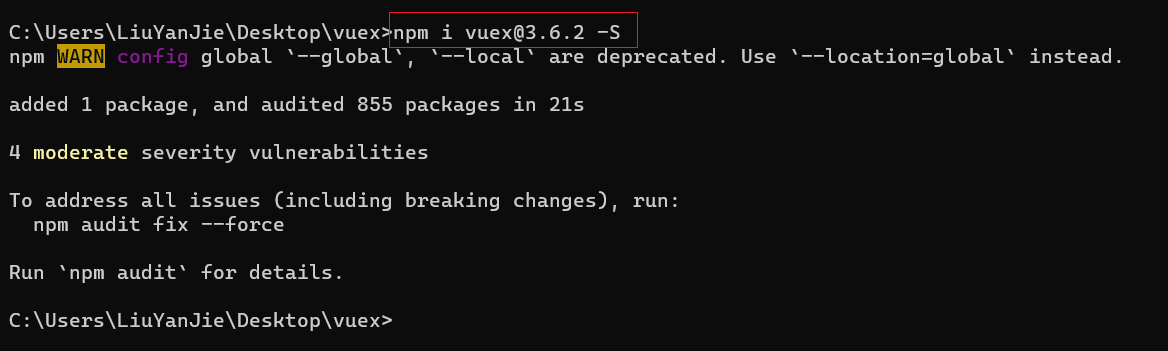 C:\Users\LiuYanJie\Desktop\vuex>npm i vuex@3.6.2 -S
npm WARN config global `--global`, `--local` are deprecated. Use `--location=global` instead.
added 1 package, and audited 855 packages in 21s
4 moderate severity vulnerabilities
To address all issues (including breaking changes), run:
  npm audit fix --force
Run `npm audit` for details.
C:\Users\LiuYanJie\Desktop\vuex>